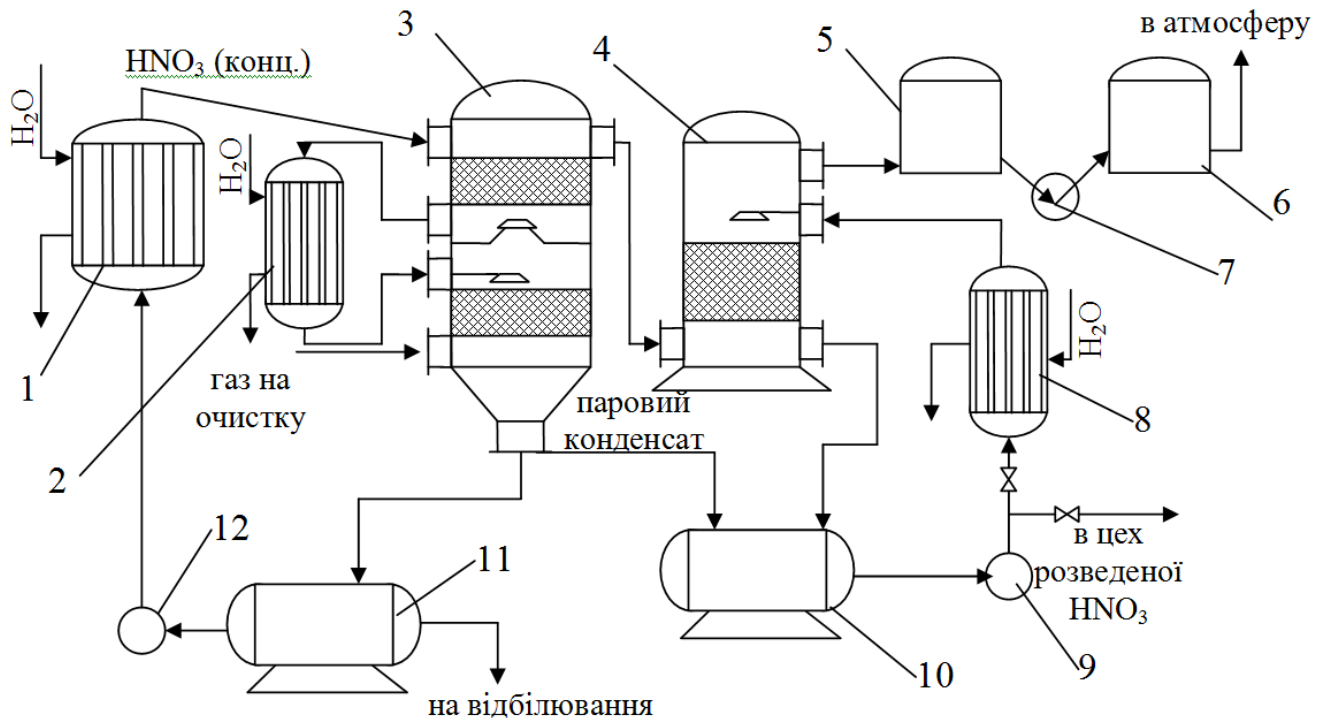 в атмосферу
3
4
5
HNO₃ (конц.)
H₂O
H₂O
6
7
H₂O
1
газ на
очистку
2
паровий
конденсат
8
12
11
в цех
розведеної
HNO₃
9
10
на відбілювання